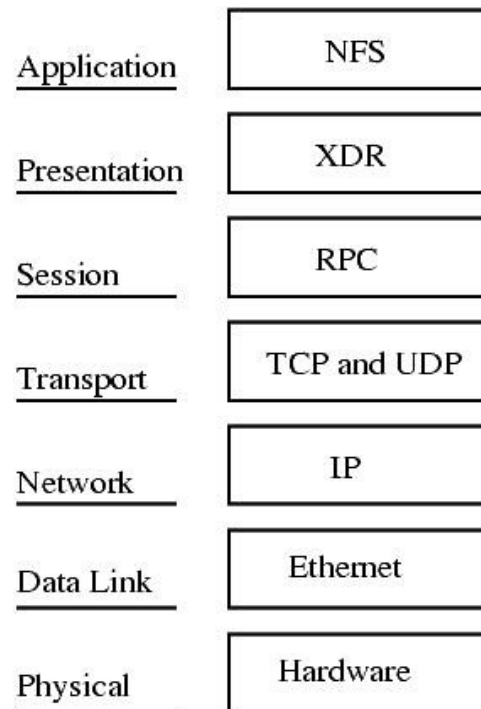 Application NFS
Presentation XDR
Session RPC
Transport TCP and UDP
Network IP
Data Link Ethernet
Physical Hardware